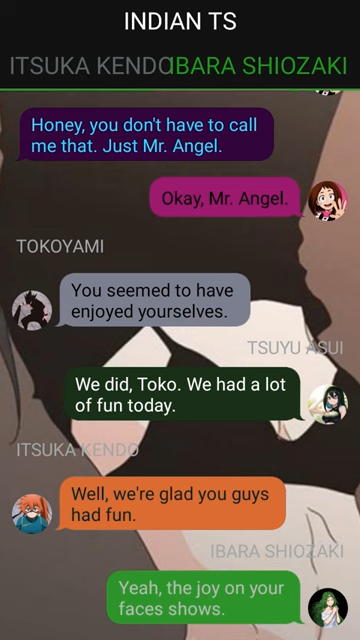 INDIAN TS
ITSUKA KENDO
IBARA SHIOZAKI
Honey, you don't have to call
me that. Just Mr. Angel.
Okay, Mr. Angel.
TOKOYAMI
You seemed to have
enjoyed yourselves.
TSUYU ASUI
We did, Toko. We had a lot
of fun today.
ITSUKA KENDO
Well, we're glad you guys
had fun.
IBARA SHIOZAKI
Yeah, the joy on your
faces shows.